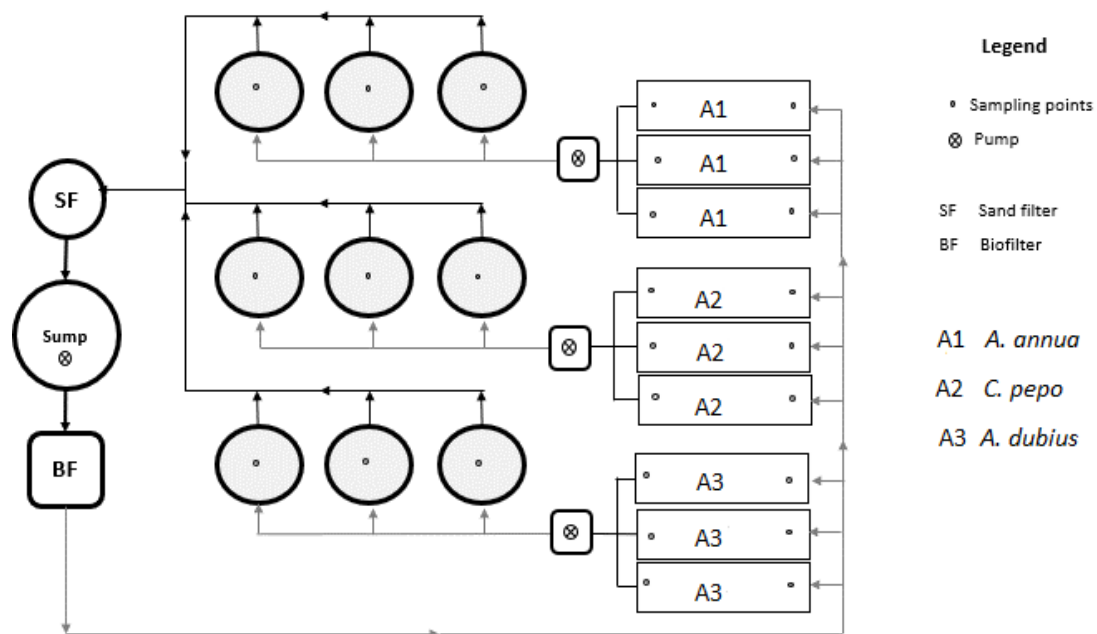 Legend
Sampling points
Pump
SF Sand filter
BF Biofilter
A1 A. annua
A2 C. pepo
A3 A. dubius
SF
Sump
BF
A1
A1
A1
A2
A2
A2
A3
A3
A3